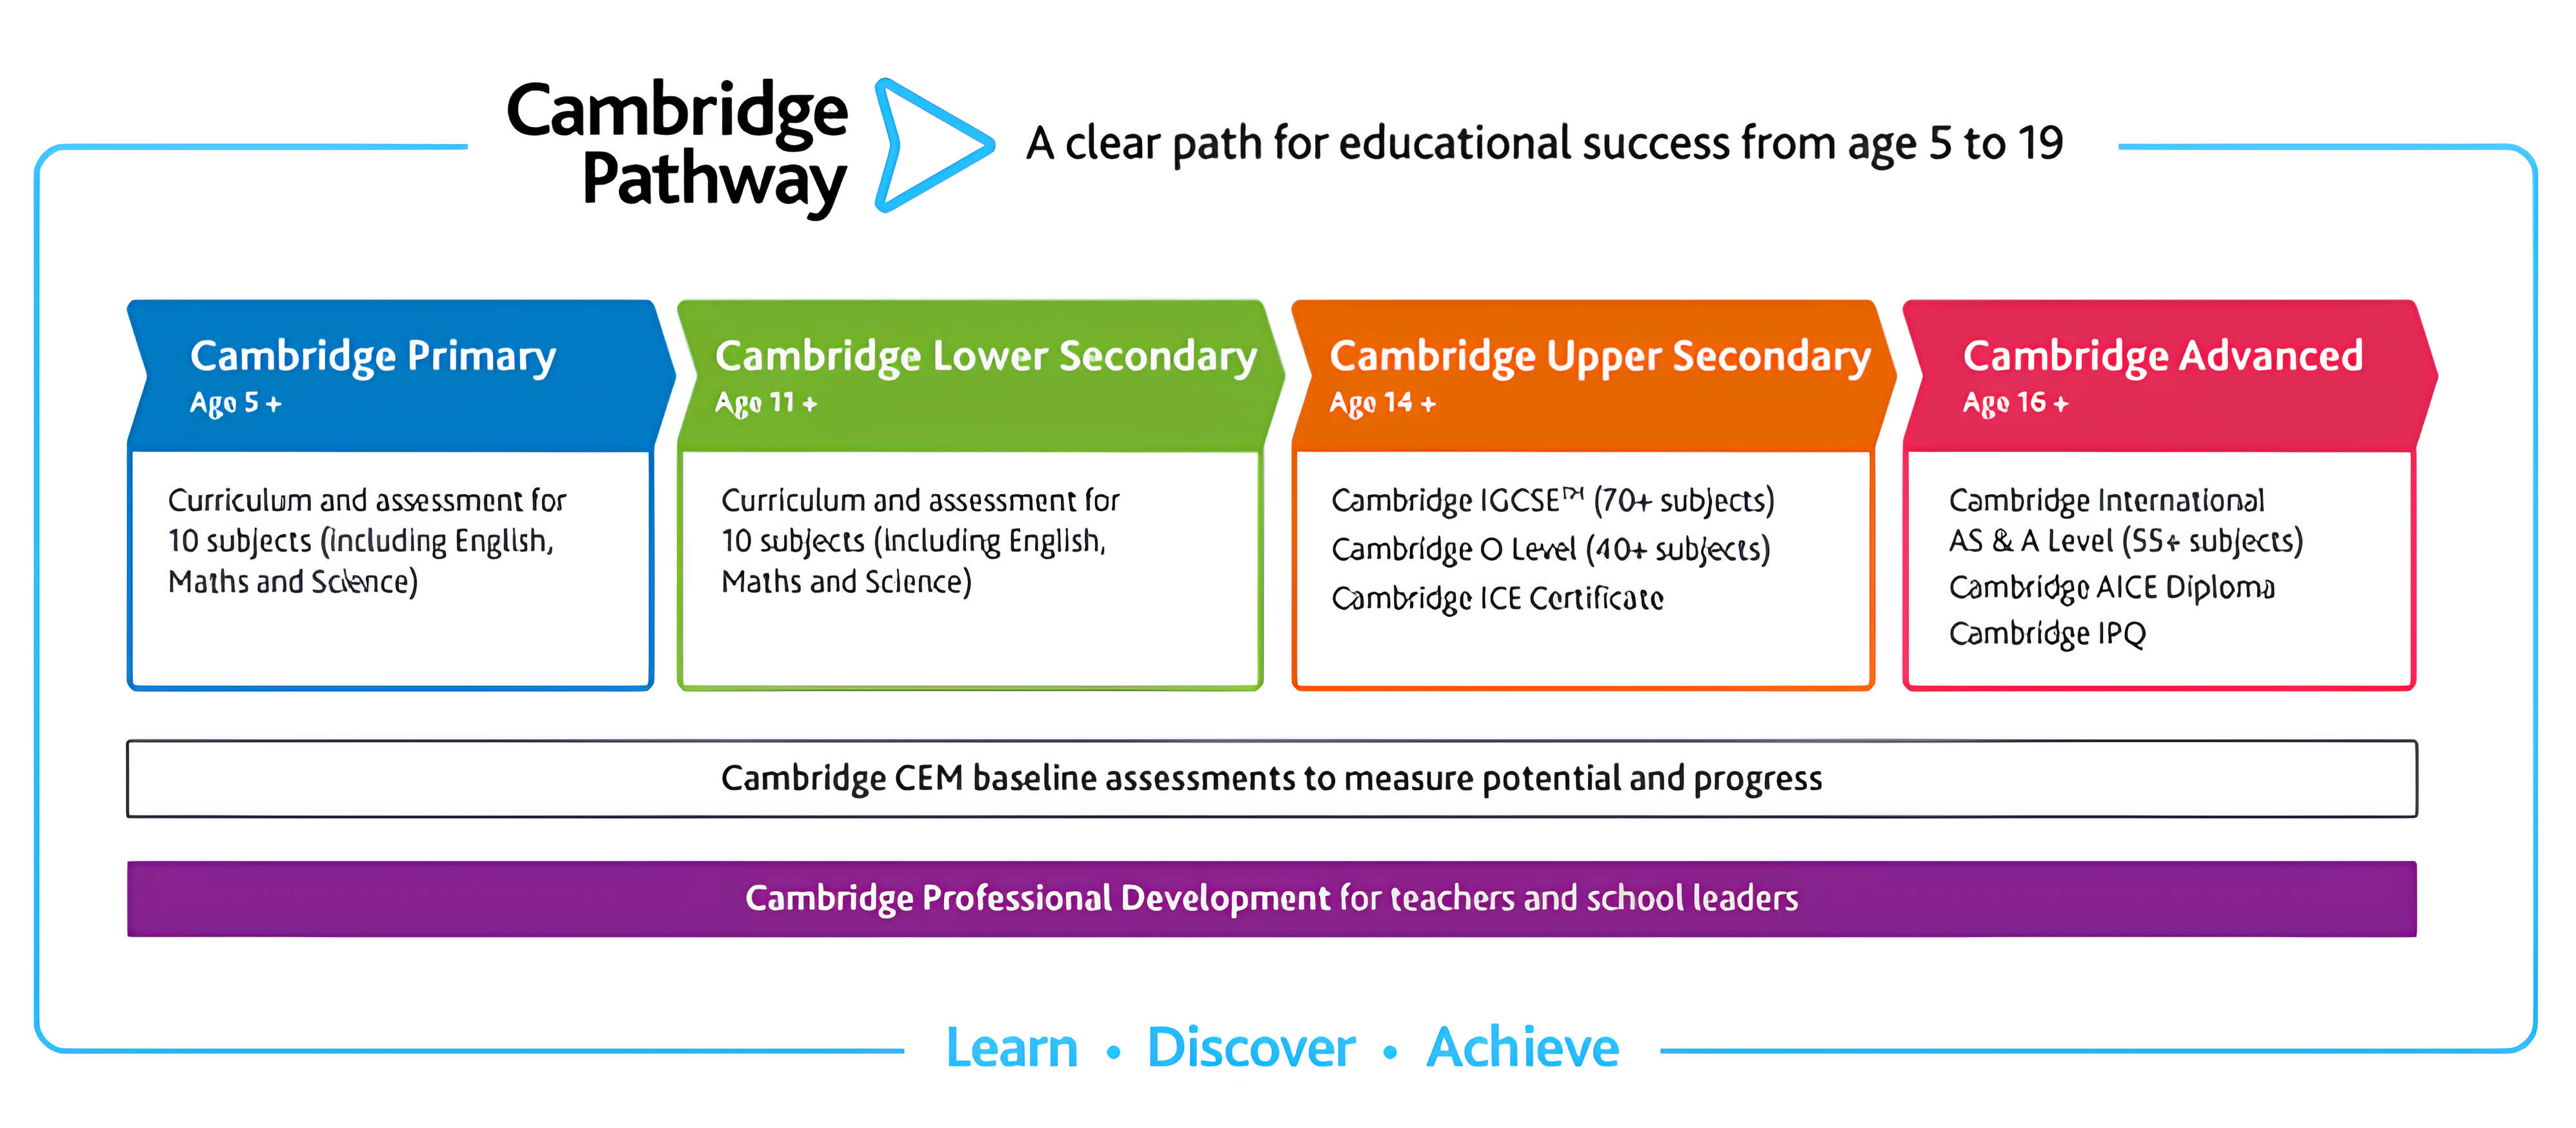 Cambridge
Pathway
A clear path for educational success from age 5 to 19
Cambridge Primary
Age 5 +
Curriculum and assessment for
10 subjects (including English,
Maths and Science)
Cambridge Lower Secondary
Age 11 +
Curriculum and assessment for
10 subjects (including English,
Maths and Science)
Cambridge Upper Secondary
Age 14 +
Cambridge IGCSE™ (70+ subjects)
Cambridge O Level (40+ subjects)
Cambridge ICE Certificate
Cambridge Advanced
Age 16 +
Cambridge International
AS & A Level (55+ subjects)
Cambridge AICE Diploma
Cambridge IPQ
Cambridge CEM baseline assessments to measure potential and progress
Cambridge Professional Development for teachers and school leaders
Learn • Discover • Achieve